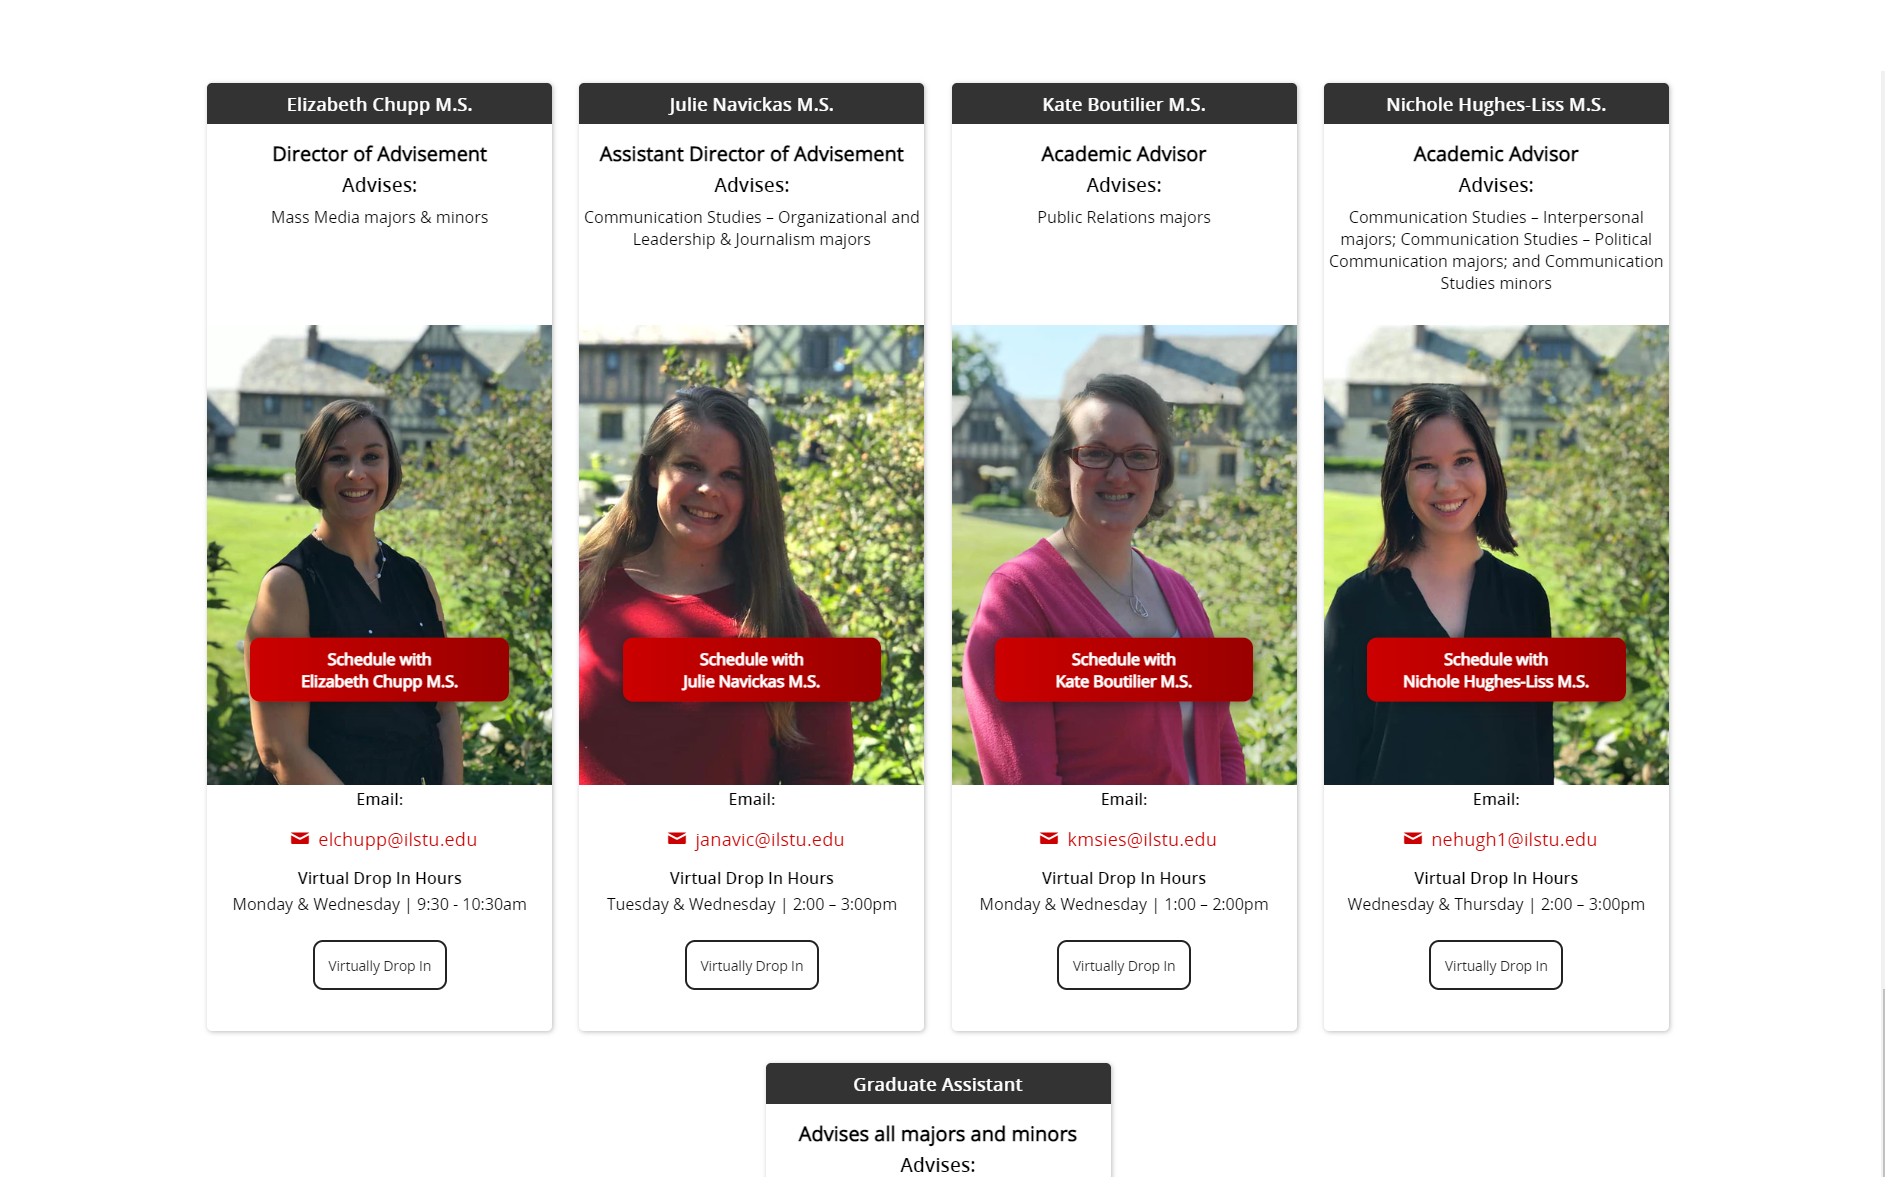 Elizabeth Chupp M.S.
Director of Advisement
Advises:
Mass Media majors & minors
Schedule with
Elizabeth Chupp M.S.
Email:
elchupp@ilstu.edu
Virtual Drop In Hours
Monday & Wednesday | 9:30 - 10:30am
Virtually Drop In
Julie Navickas M.S.
Assistant Director of Advisement
Advises:
Communication Studies – Organizational and
Leadership & Journalism majors
Schedule with
Julie Navickas M.S.
Email:
janavic@ilstu.edu
Virtual Drop In Hours
Tuesday & Wednesday | 2:00 – 3:00pm
Virtually Drop In
Kate Boutilier M.S.
Academic Advisor
Advises:
Public Relations majors
Schedule with
Kate Boutilier M.S.
Email:
kmsies@ilstu.edu
Virtual Drop In Hours
Monday & Wednesday | 1:00 – 2:00pm
Virtually Drop In
Nichole Hughes-Liss M.S.
Academic Advisor
Advises:
Communication Studies – Interpersonal
majors; Communication Studies – Political
Communication majors; and Communication
Studies minors
Schedule with
Nichole Hughes-Liss M.S.
Email:
nehugh1@ilstu.edu
Virtual Drop In Hours
Wednesday & Thursday | 2:00 – 3:00pm
Virtually Drop In
Graduate Assistant
Advises all majors and minors
Advises: